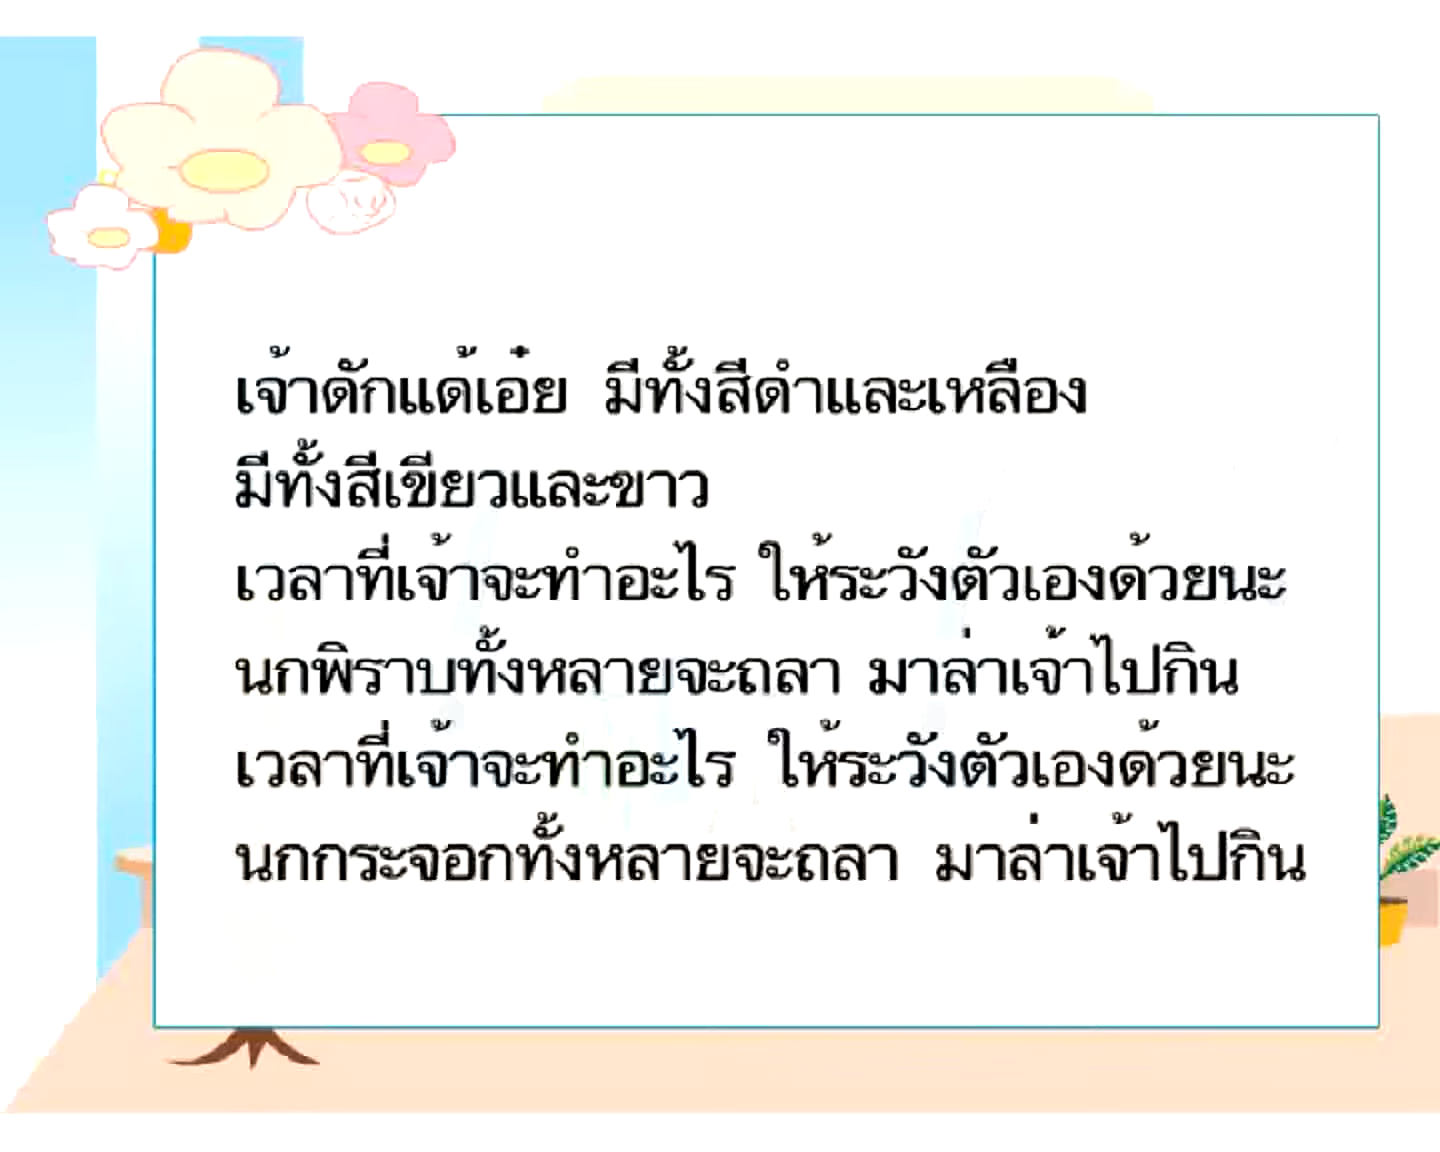 เจ้าดักแด้เอ๋ย มีทั้งสีดำและเหลือง
มีทั้งสีเขียวและขาว
เวลาที่เจ้าจะทำอะไร ให้ระวังตัวเองด้วยนะ
นกพิราบทั้งหลายจะถลา มาล่าเจ้าไปกิน
เวลาที่เจ้าจะทำอะไร ให้ระวังตัวเองด้วยนะ
นกกระจอกทั้งหลายจะถลา มาล่าเจ้าไปกิน